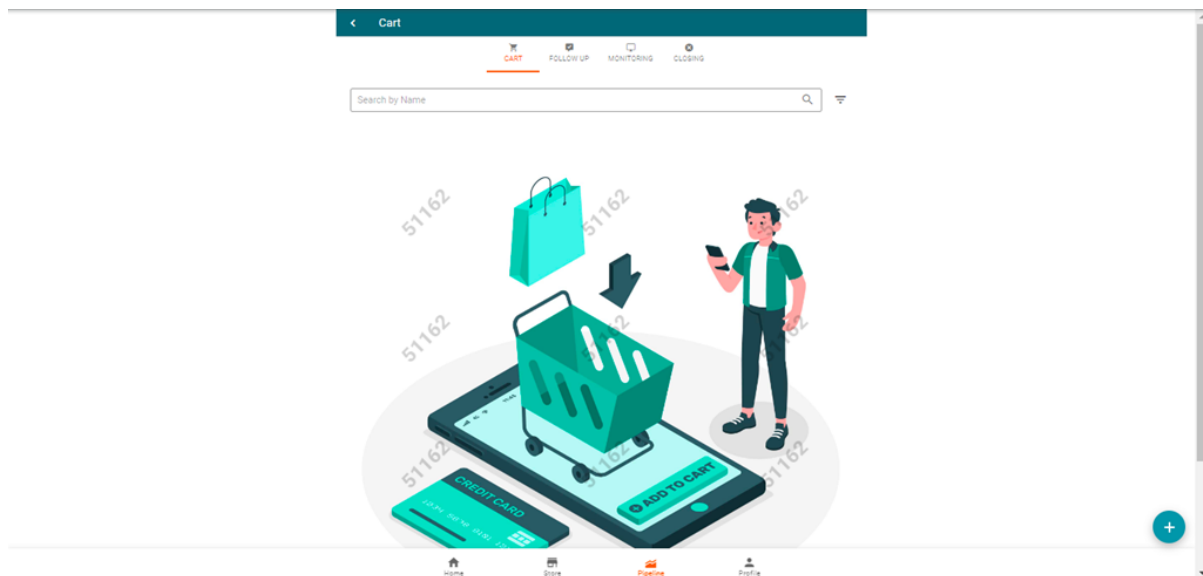 Cart
CART FOLLOW UP MONITORING CLOSING
Search by Name
51162 51162 51162
51162 51162 51162
51162 51162 51162
ADD TO CART
CREDIT CARD
Home Store Pipeline Profile